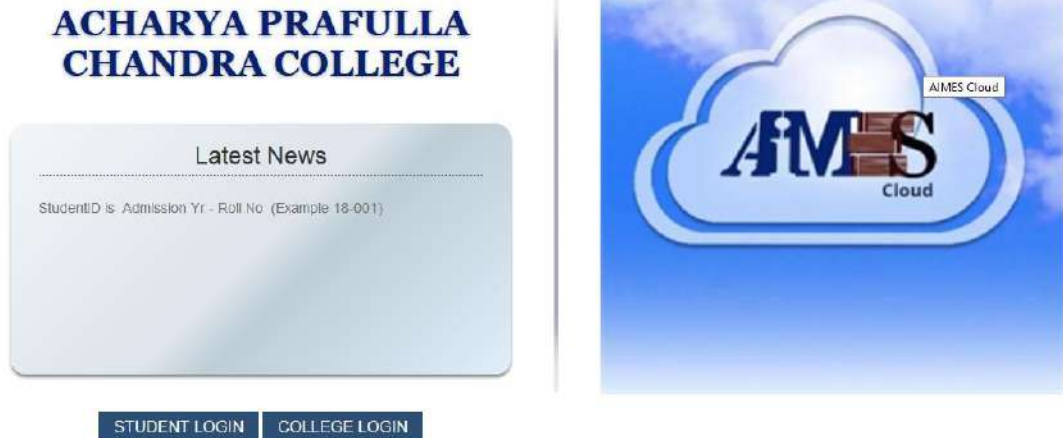 ACHARYA PRAFULLA
CHANDRA COLLEGE
Latest News
StudentID is Admission Yr - Roll No (Example 18-001)
STUDENT LOGIN
COLLEGE LOGIN
AIMES Cloud
AiMES
Cloud